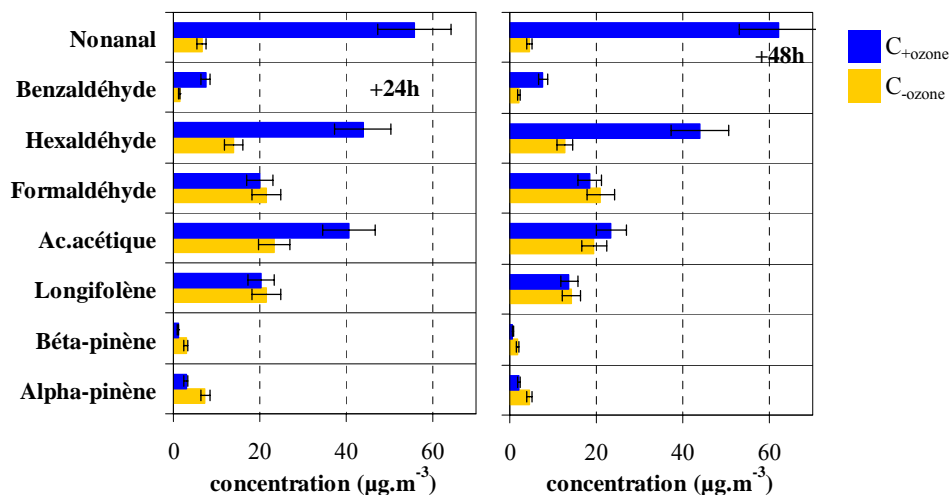 Nonanal
Benzaldéhyde
Hexaldéhyde
Formaldéhyde
Ac.acétique
Longifolène
Béta-pinène
Alpha-pinène
+24h
0 20 40 60
concentration (µg.m-3)
+48h
0 20 40 60
concentration (µg.m-3)
C+ozone
C-ozone